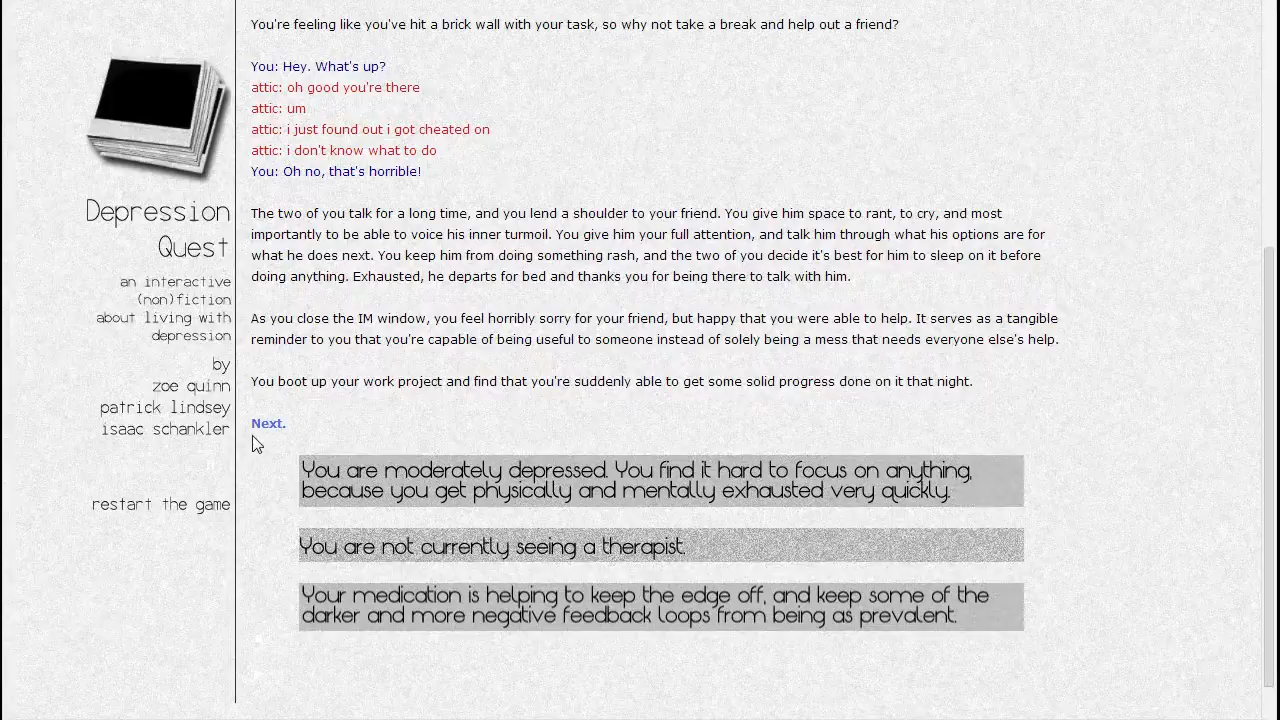 You're feeling like you've hit a brick wall with your task, so why not take a break and help out a friend?
You: Hey. What's up?
attic: oh good you're there
attic: um
attic: i just found out i got cheated on
attic: i don't know what to do
You: Oh no, that's horrible!
The two of you talk for a long time, and you lend a shoulder to your friend. You give him space to rant, to cry, and most
importantly to be able to voice his inner turmoil. You give him your full attention, and talk him through what his options are for
what he does next. You keep him from doing something rash, and the two of you decide it's best for him to sleep on it before
doing anything. Exhausted, he departs for bed and thanks you for being there to talk with him.
As you close the IM window, you feel horribly sorry for your friend, but happy that you were able to help. It serves as a tangible
reminder to you that you're capable of being useful to someone instead of solely being a mess that needs everyone else's help.
You boot up your work project and find that you're suddenly able to get some solid progress done on it that night.
Next.
You are moderately depressed. You find it hard to focus on anything,
because you get physically and mentally exhausted very quickly.
You are not currently seeing a therapist.
Your medication is helping to keep the edge off, and keep some of the
darker and more negative feedback loops from being as prevalent.
Depression
Quest
an interactive
(non)fiction
about living with
depression
by
zoe quinn
patrick lindsey
isaac schankler
restart the game